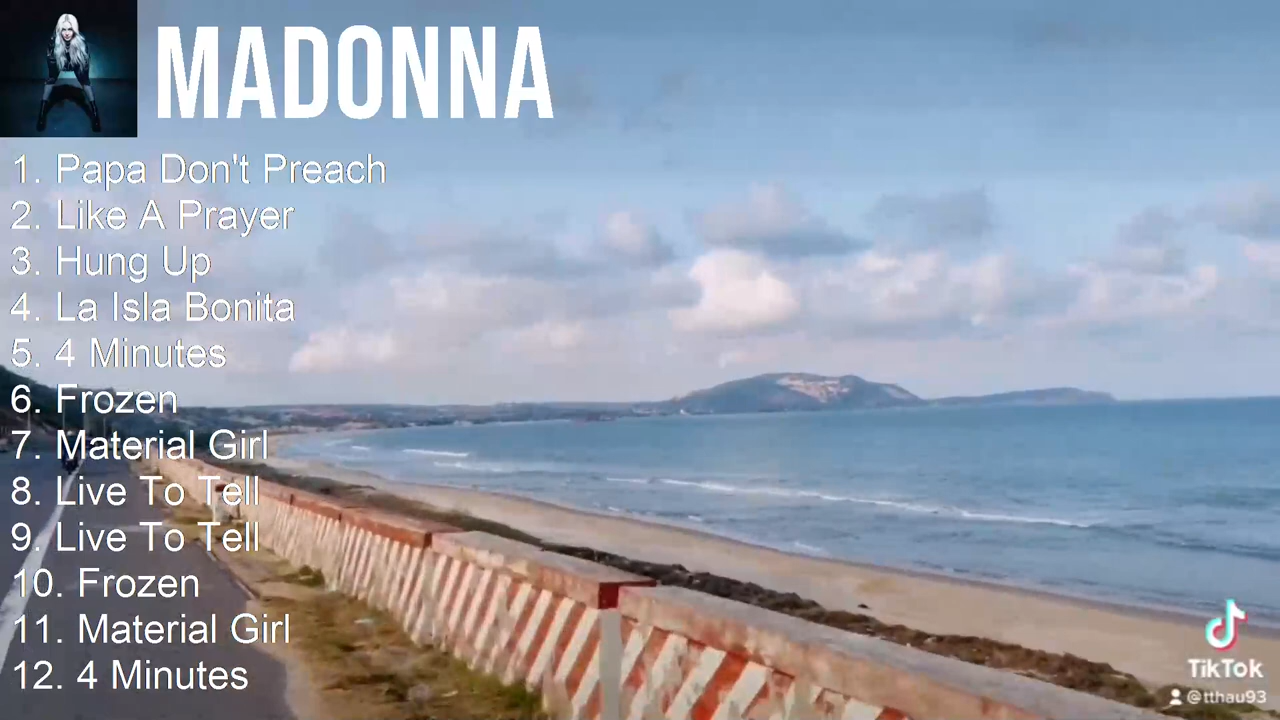 MADONNA
1. Papa Don't Preach
2. Like A Prayer
3. Hung Up
4. La Isla Bonita
5. 4 Minutes
6. Frozen
7. Material Girl
8. Live To Tell
9. Live To Tell
10. Frozen
11. Material Girl
12. 4 Minutes
TikTok
@tthau93